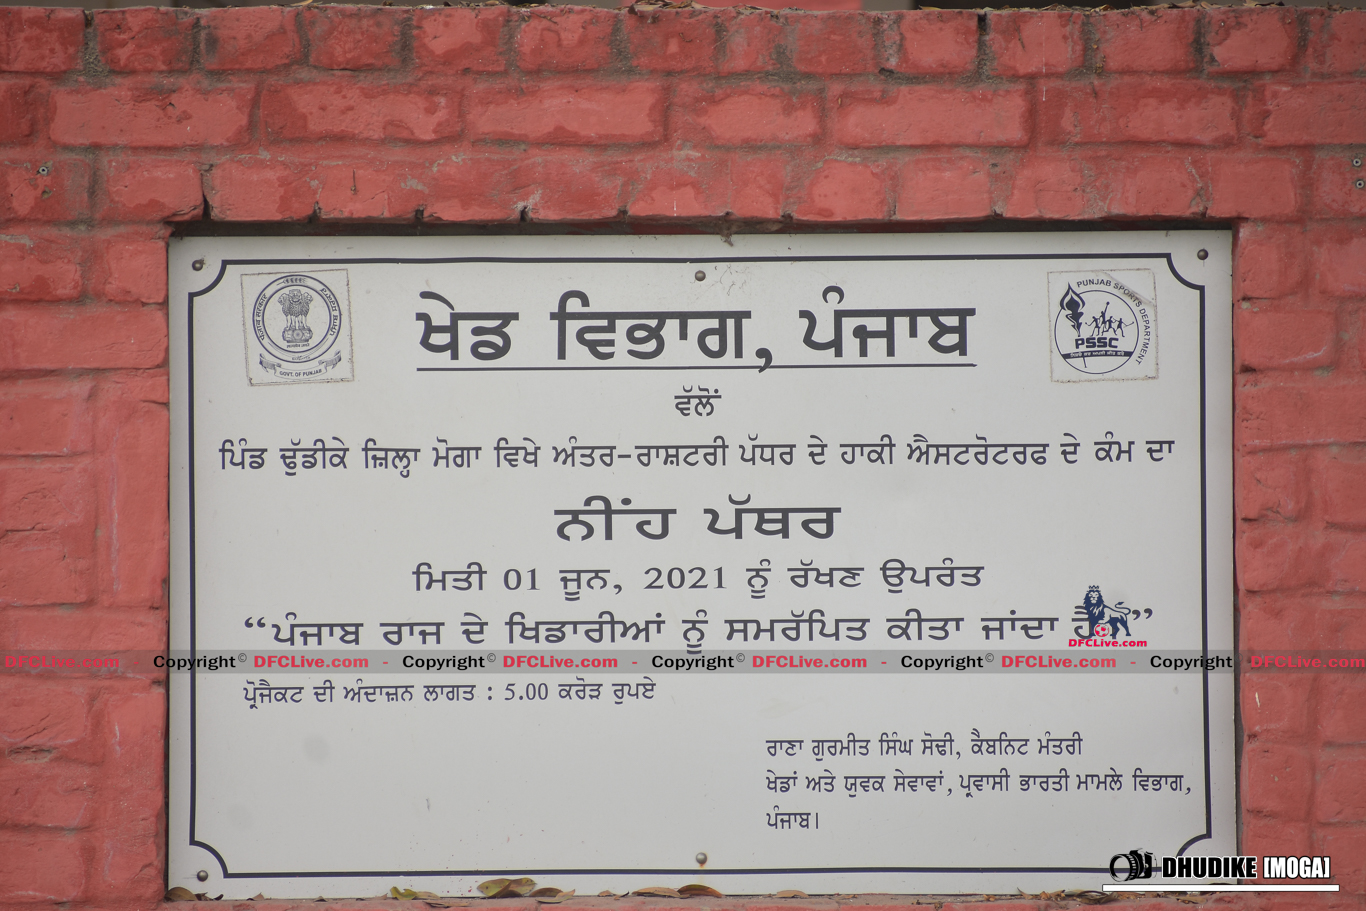 ਖੇਡ ਵਿਭਾਗ, ਪੰਜਾਬ
GOVT. OF PUNJAB
PUNJAB SPORTS DEPARTMENT
PSSC
ਵੱਲੋਂ
ਪਿੰਡ ਢੁੱਡੀਕੇ ਜ਼ਿਲ੍ਹਾ ਮੋਗਾ ਵਿਖੇ ਅੰਤਰ-ਰਾਸ਼ਟਰੀ ਪੱਧਰ ਦੇ ਹਾਕੀ ਐਸਟਰੋਟਰਫ ਦੇ ਕੰਮ ਦਾ
ਨੀਂਹ ਪੱਥਰ
ਮਿਤੀ 01 ਜੂਨ, 2021 ਨੂੰ ਰੱਖਣ ਉਪਰੰਤ
“ਪੰਜਾਬ ਰਾਜ ਦੇ ਖਿਡਾਰੀਆਂ ਨੂੰ ਸਮਰੱਪਿਤ ਕੀਤਾ ਜਾਂਦਾ ”
DFCLive.com
DFCLive.com - Copyright© DFCLive.com - Copyright© DFCLive.com - Copyright© DFCLive.com - Copyright© DFCLive.com - Copyright© DFCLive.com
ਪ੍ਰੋਜੈਕਟ ਦੀ ਅੰਦਾਜ਼ਨ ਲਾਗਤ : 5.00 ਕਰੋੜ ਰੁਪਏ
ਰਾਣਾ ਗੁਰਮੀਤ ਸਿੰਘ ਸੋਢੀ, ਕੈਬਨਿਟ ਮੰਤਰੀ
ਖੇਡਾਂ ਅਤੇ ਯੁਵਕ ਸੇਵਾਵਾਂ, ਪ੍ਰਵਾਸੀ ਭਾਰਤੀ ਮਾਮਲੇ ਵਿਭਾਗ,
ਪੰਜਾਬ।
DHUDIKE [MOGA]